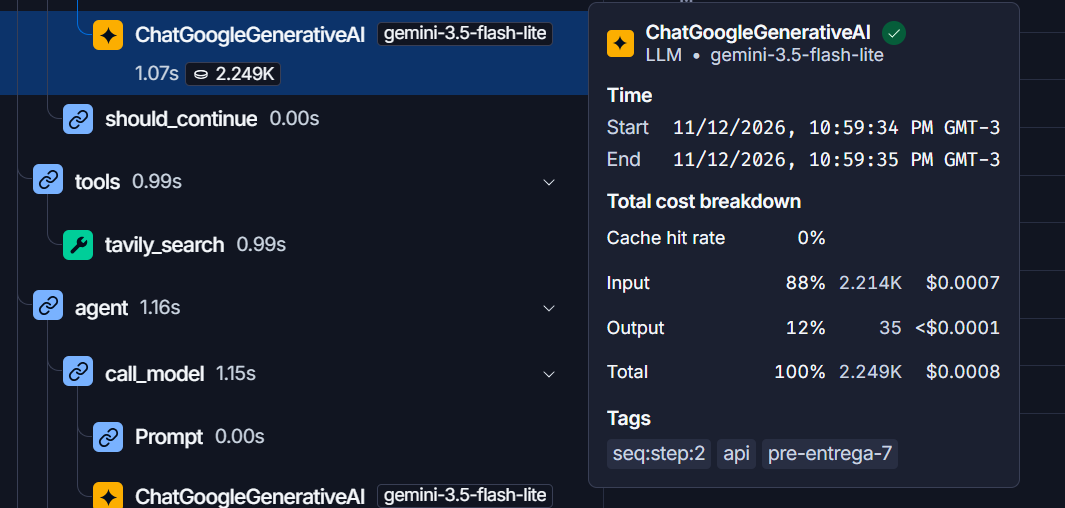 ChatGoogleGenerativeAI gemini-3.5-flash-lite
1.07s 2.249K
should_continue 0.00s
tools 0.99s
tavily_search 0.99s
agent 1.16s
call_model 1.15s
Prompt 0.00s
ChatGoogleGenerativeAI gemini-3.5-flash-lite
ChatGoogleGenerativeAI
LLM • gemini-3.5-flash-lite
Time
Start 11/12/2026, 10:59:34 PM GMT-3
End 11/12/2026, 10:59:35 PM GMT-3
Total cost breakdown
Cache hit rate 0%
Input 88% 2.214K $0.0007
Output 12% 35 <$0.0001
Total 100% 2.249K $0.0008
Tags
seq:step:2 api pre-entrega-7